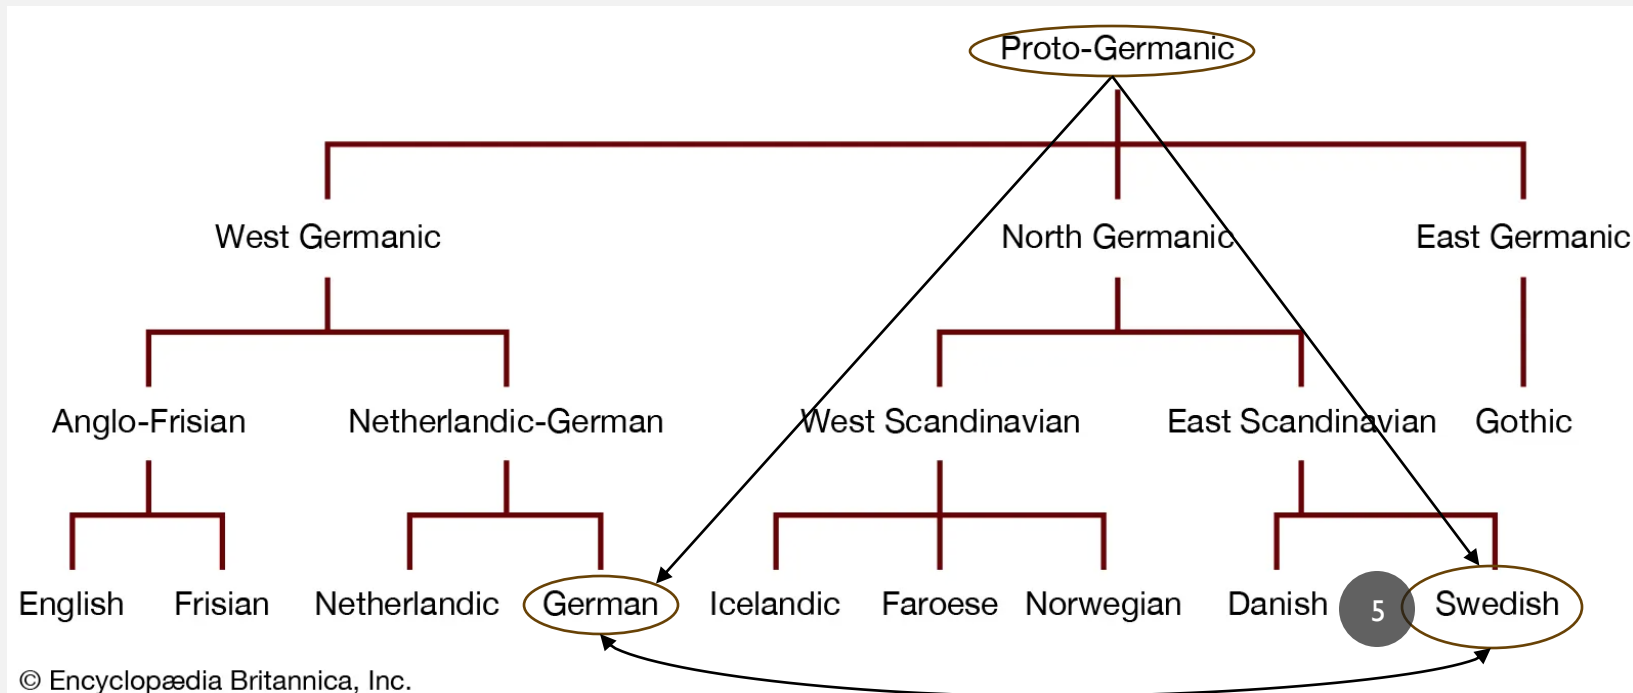 Proto-Germanic
West Germanic North Germanic East Germanic
Anglo-Frisian Netherlandic-German West Scandinavian East Scandinavian Gothic
English Frisian Netherlandic German Icelandic Faroese Norwegian Danish 5 Swedish
© Encyclopædia Britannica, Inc.